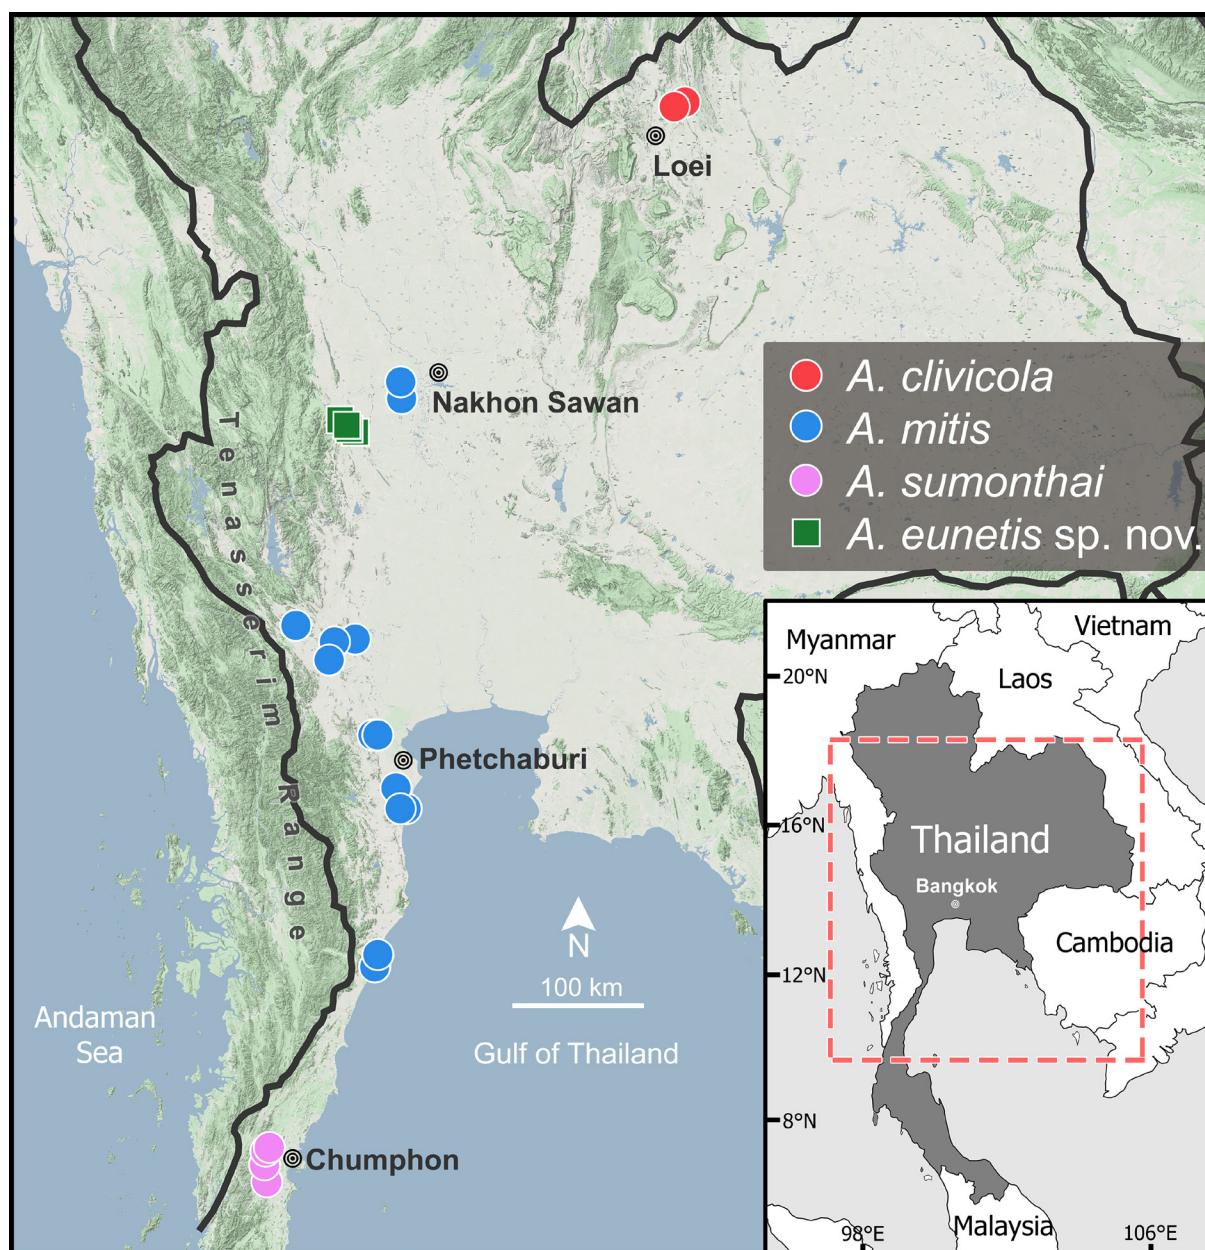 Loei
Nakhon Sawan
A. clivicola
A. mitis
A. sumonthai
A. eunetis sp. nov.
Tenasserim Range
Phetchaburi
N
100 km
Andaman
Sea
Gulf of Thailand
Chumphon
Myanmar
Vietnam
Laos
20°N
16°N
Thailand
Bangkok
Cambodia
12°N
8°N
Malaysia
98°E
106°E